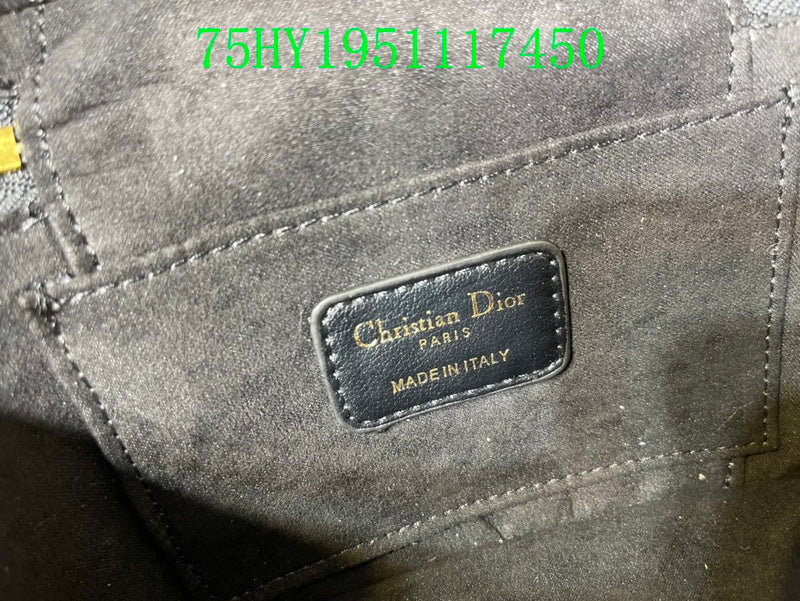 75HY1951117450
Christian Dior
PARIS
MADE IN ITALY